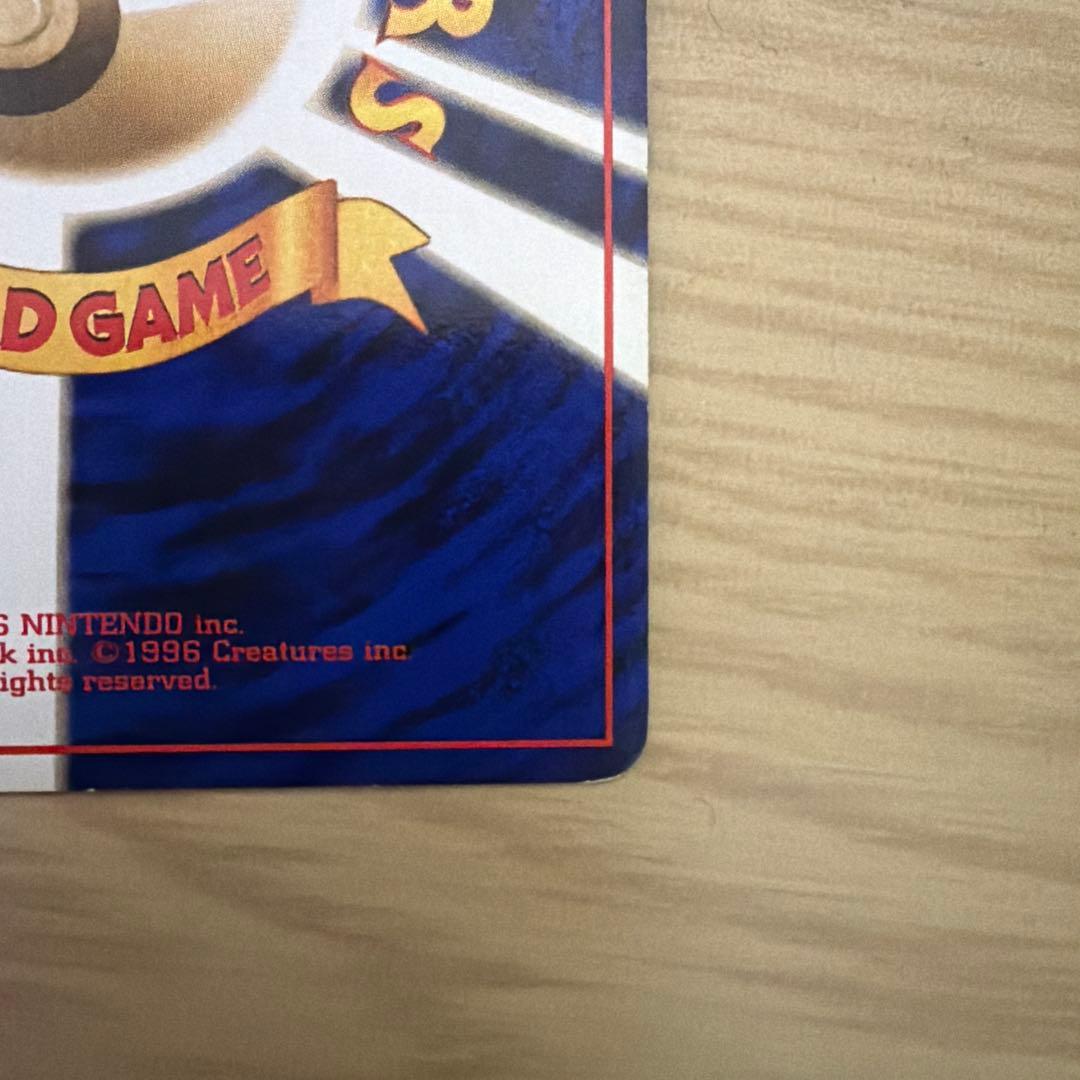 B
S
D GAME
6 NINTENDO inc.
k inc. ©1996 Creatures inc
ights reserved.